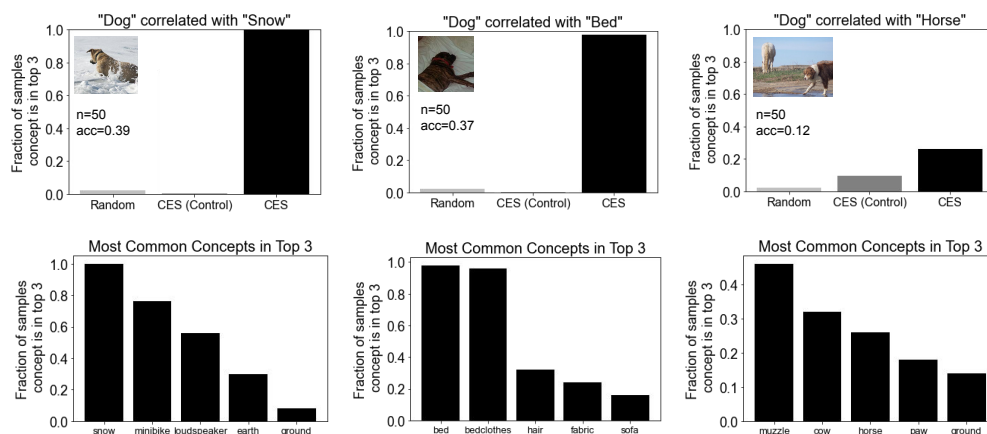 "Dog" correlated with "Snow"
Fraction of samples
concept is in top 3
1.0
0.8
0.6
0.4
0.2
0.0
n=50
acc=0.39
Random CES (Control) CES
"Dog" correlated with "Bed"
Fraction of samples
concept is in top 3
1.0
0.8
0.6
0.4
0.2
0.0
n=50
acc=0.37
Random CES (Control) CES
"Dog" correlated with "Horse"
Fraction of samples
concept is in top 3
1.0
0.8
0.6
0.4
0.2
0.0
n=50
acc=0.12
Random CES (Control) CES
Most Common Concepts in Top 3
Fraction of samples
concept is in top 3
1.0
0.8
0.6
0.4
0.2
0.0
snow minibike loudspeaker earth ground
Most Common Concepts in Top 3
Fraction of samples
concept is in top 3
1.0
0.8
0.6
0.4
0.2
0.0
bed bedclothes hair fabric sofa
Most Common Concepts in Top 3
Fraction of samples
concept is in top 3
0.4
0.3
0.2
0.1
0.0
muzzle cow horse paw ground